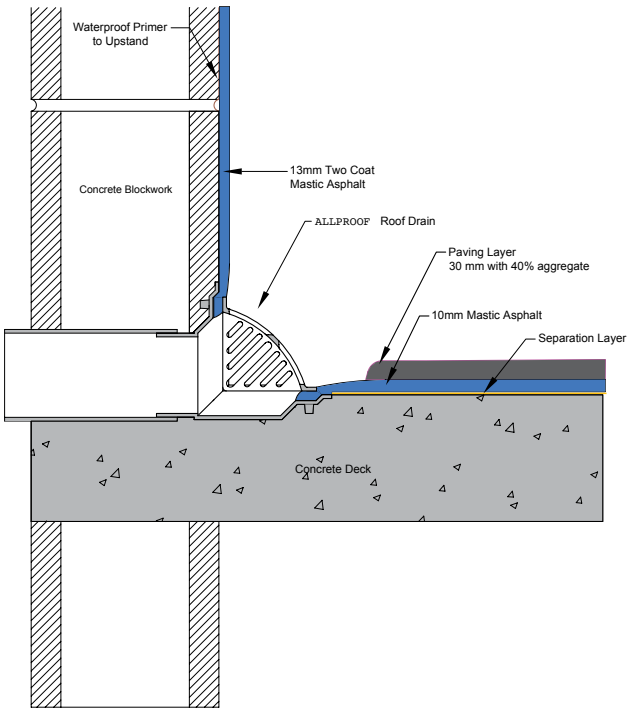 Waterproof Primer
to Upstand
13mm Two Coat
Mastic Asphalt
Concrete Blockwork
ALLPROOF Roof Drain
Paving Layer
30 mm with 40% aggregate
10mm Mastic Asphalt
Separation Layer
Concrete Deck